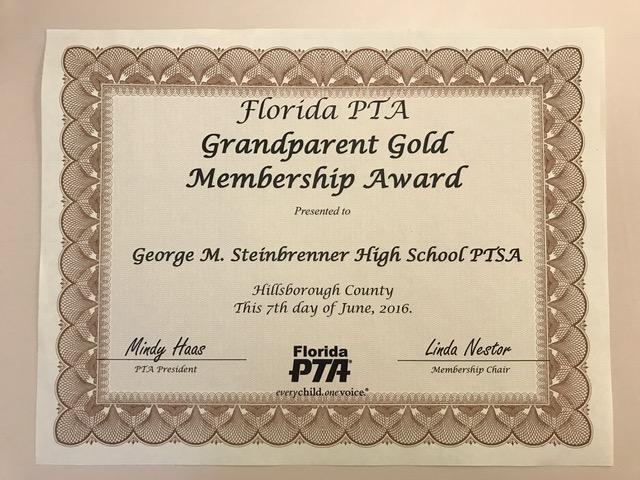 Florida PTA
Grandparent Gold
Membership Award
Presented to
George M. Steinbrenner High School PTSA
Hillsborough County
This 7th day of June, 2016.
Mindy Haas
PTA President
Florida
PTA®
everychild.onevoice.®
Linda Nestor
Membership Chair